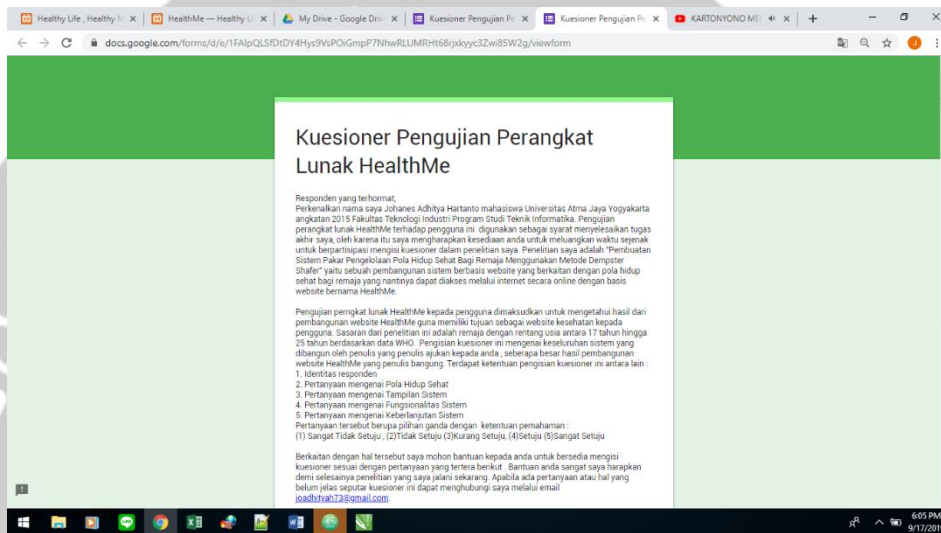 Healthy Life , Healthy
HealthMe — Healthy Li
My Drive - Google Driv
Kuesioner Pengujian Pe
Kuesioner Pengujian Pe
KARTONYONO MEI
docs.google.com/forms/d/e/1FAIpQLSfDtDY4Hys9VsPOiGmpP7NhwRLUMRHt68rjxkyyc3Zwi85W2g/viewform
Kuesioner Pengujian Perangkat
Lunak HealthMe
Responden yang terhormat,
Perkenalkan nama saya Johanes Adhitya Hartanto mahasiswa Universitas Atma Jaya Yogyakarta
angkatan 2015 Fakultas Teknologi Industri Program Studi Teknik Informatika. Pengujian
perangkat lunak HealthMe terhadap pengguna ini digunakan sebagai syarat menyelesaikan tugas
akhir saya, oleh karena itu saya mengharapkan kesediaan anda untuk meluangkan waktu sejenak
untuk berpartisipasi mengisi kuesioner dalam penelitian saya. Penelitian saya adalah "Pembuatan
Sistem Pakar Pengelolaan Pola Hidup Sehat Bagi Remaja Menggunakan Metode Dempster
Shafer" yaitu sebuah pembangunan sistem berbasis website yang berkaitan dengan pola hidup
sehat bagi remaja yang nantinya dapat diakses melalui internet secara online dengan basis
website bernama HealthMe.
Pengujian perngkat lunak HealthMe kepada pengguna dimaksudkan untuk mengetahui hasil dari
pembangunan website HealthMe guna memiliki tujuan sebagai website kesehatan kepada
pengguna. Sasaran dari penelitian ini adalah remaja dengan rentang usia antara 17 tahun hingga
25 tahun berdasarkan data WHO. Pengisian kuesioner ini mengenai keseluruhan sistem yang
dibangun oleh penulis yang penulis ajukan kepada anda , seberapa besar hasil pembangunan
website HealthMe yang penulis bangung. Terdapat ketentuan pengisian kuesioner ini antara lain :
1. Identitas responden
2. Pertanyaan mengenai Pola Hidup Sehat
3. Pertanyaan mengenai Tampilan Sistem
4. Pertanyaan mengenai Fungsionalitas Sistem
5. Pertanyaan mengenai Keberlanjutan Sistem
Pertanyaan tersebut berupa pilihan ganda dengan ketentuan pemahaman :
(1) Sangat Tidak Setuju , (2)Tidak Setuju (3)Kurang Setuju, (4)Setuju (5)Sangat Setuju
Berkaitan dengan hal tersebut saya mohon bantuan kepada anda untuk bersedia mengisi
kuesioner sesuai dengan pertanyaan yang tertera berikut . Bantuan anda sangat saya harapkan
demi selesainya penelitian yang saya jalani sekarang. Apabila ada pertanyaan atau hal yang
belum jelas seputar kuesioner ini dapat menghubungi saya melalui email
joadhityah73@gmail.com.
6:05 PM
9/17/201